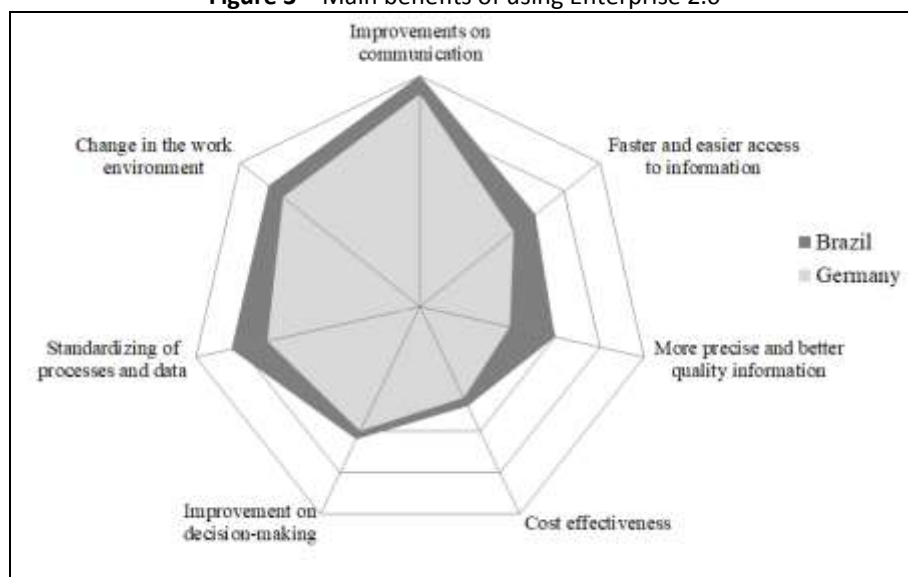 Figure 3 – Main benefits of using Enterprise 2.0
Improvements on
communication
Change in the work
environment
Faster and easier access
to information
Brazil
Germany
Standardizing of
processes and data
More precise and better
quality information
Improvement on
decision-making
Cost effectiveness